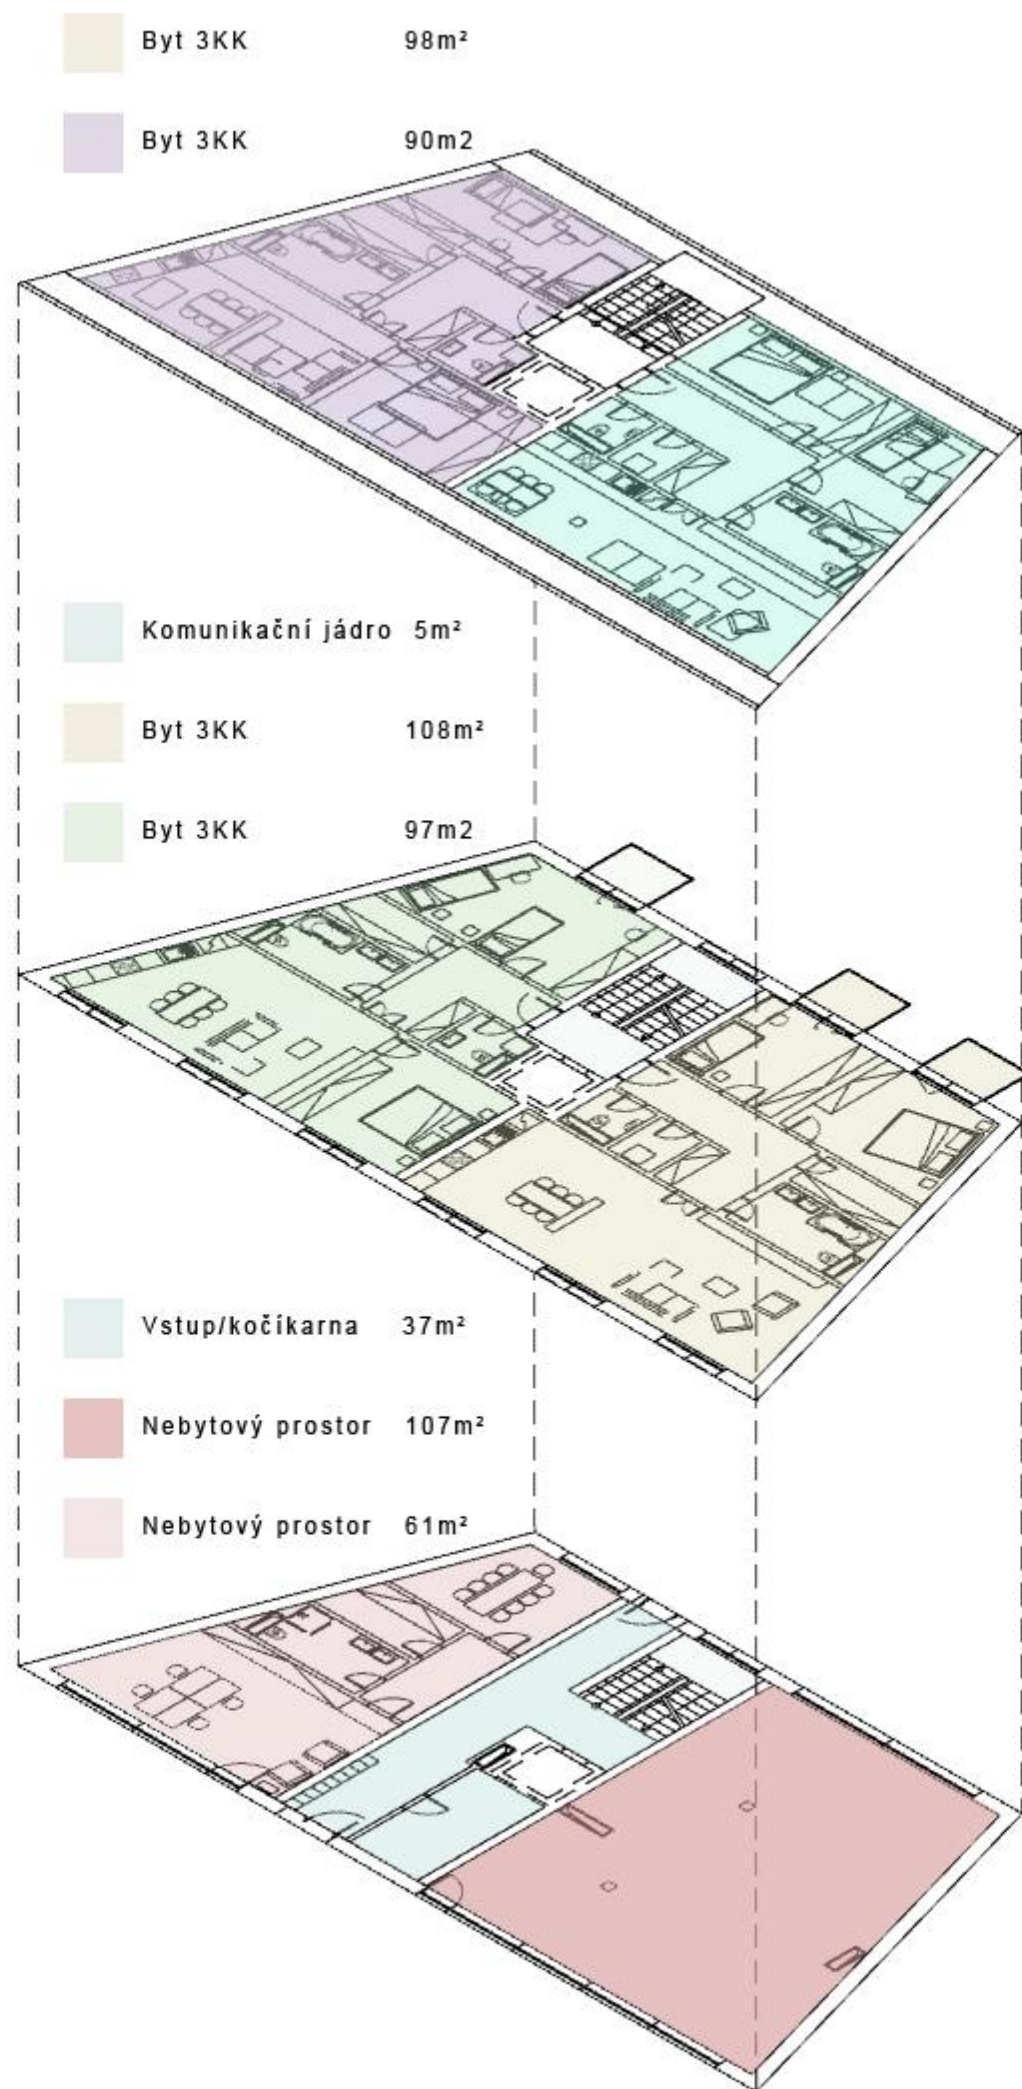 Byt 3KK 98m²
Byt 3KK 90m2
Komunikační jádro 5m²
Byt 3KK 108m²
Byt 3KK 97m2
Vstup/kočíkarna 37m²
Nebytový prostor 107m²
Nebytový prostor 61m²